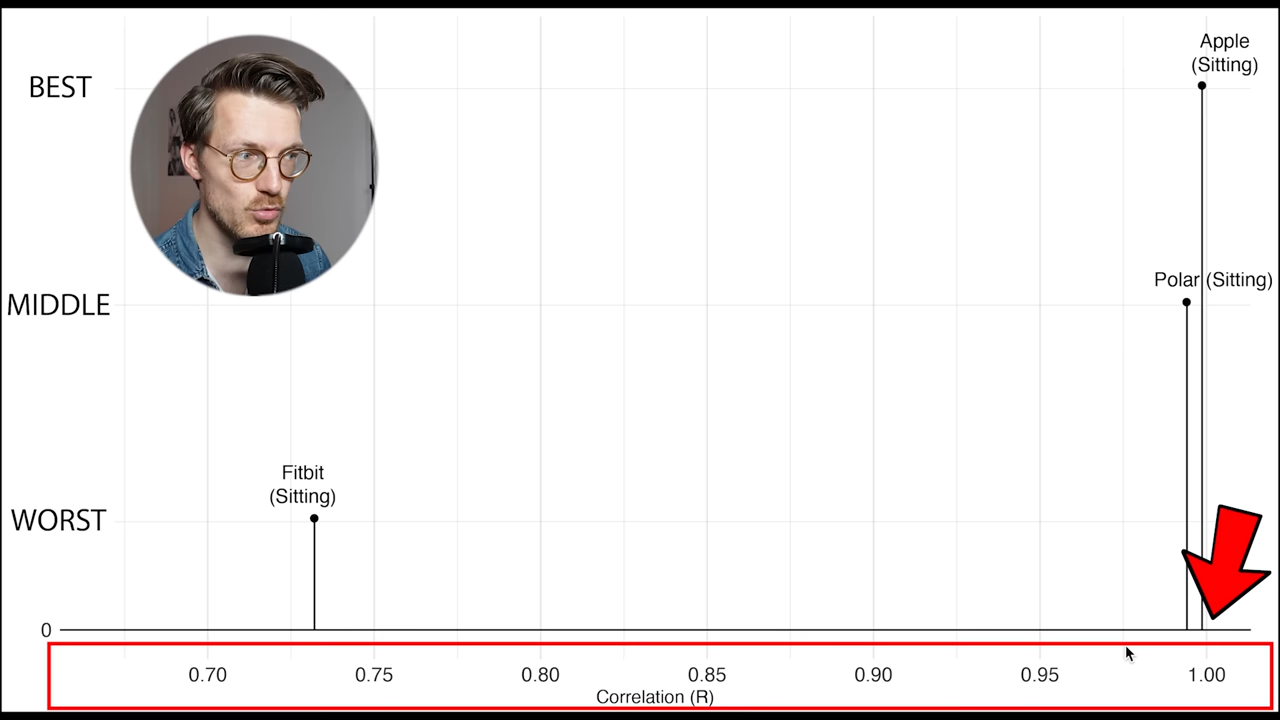 Apple
(Sitting)
BEST
Polar (Sitting)
MIDDLE
Fitbit
(Sitting)
WORST
0
0.70 0.75 0.80 0.85 0.90 0.95 1.00
Correlation (R)